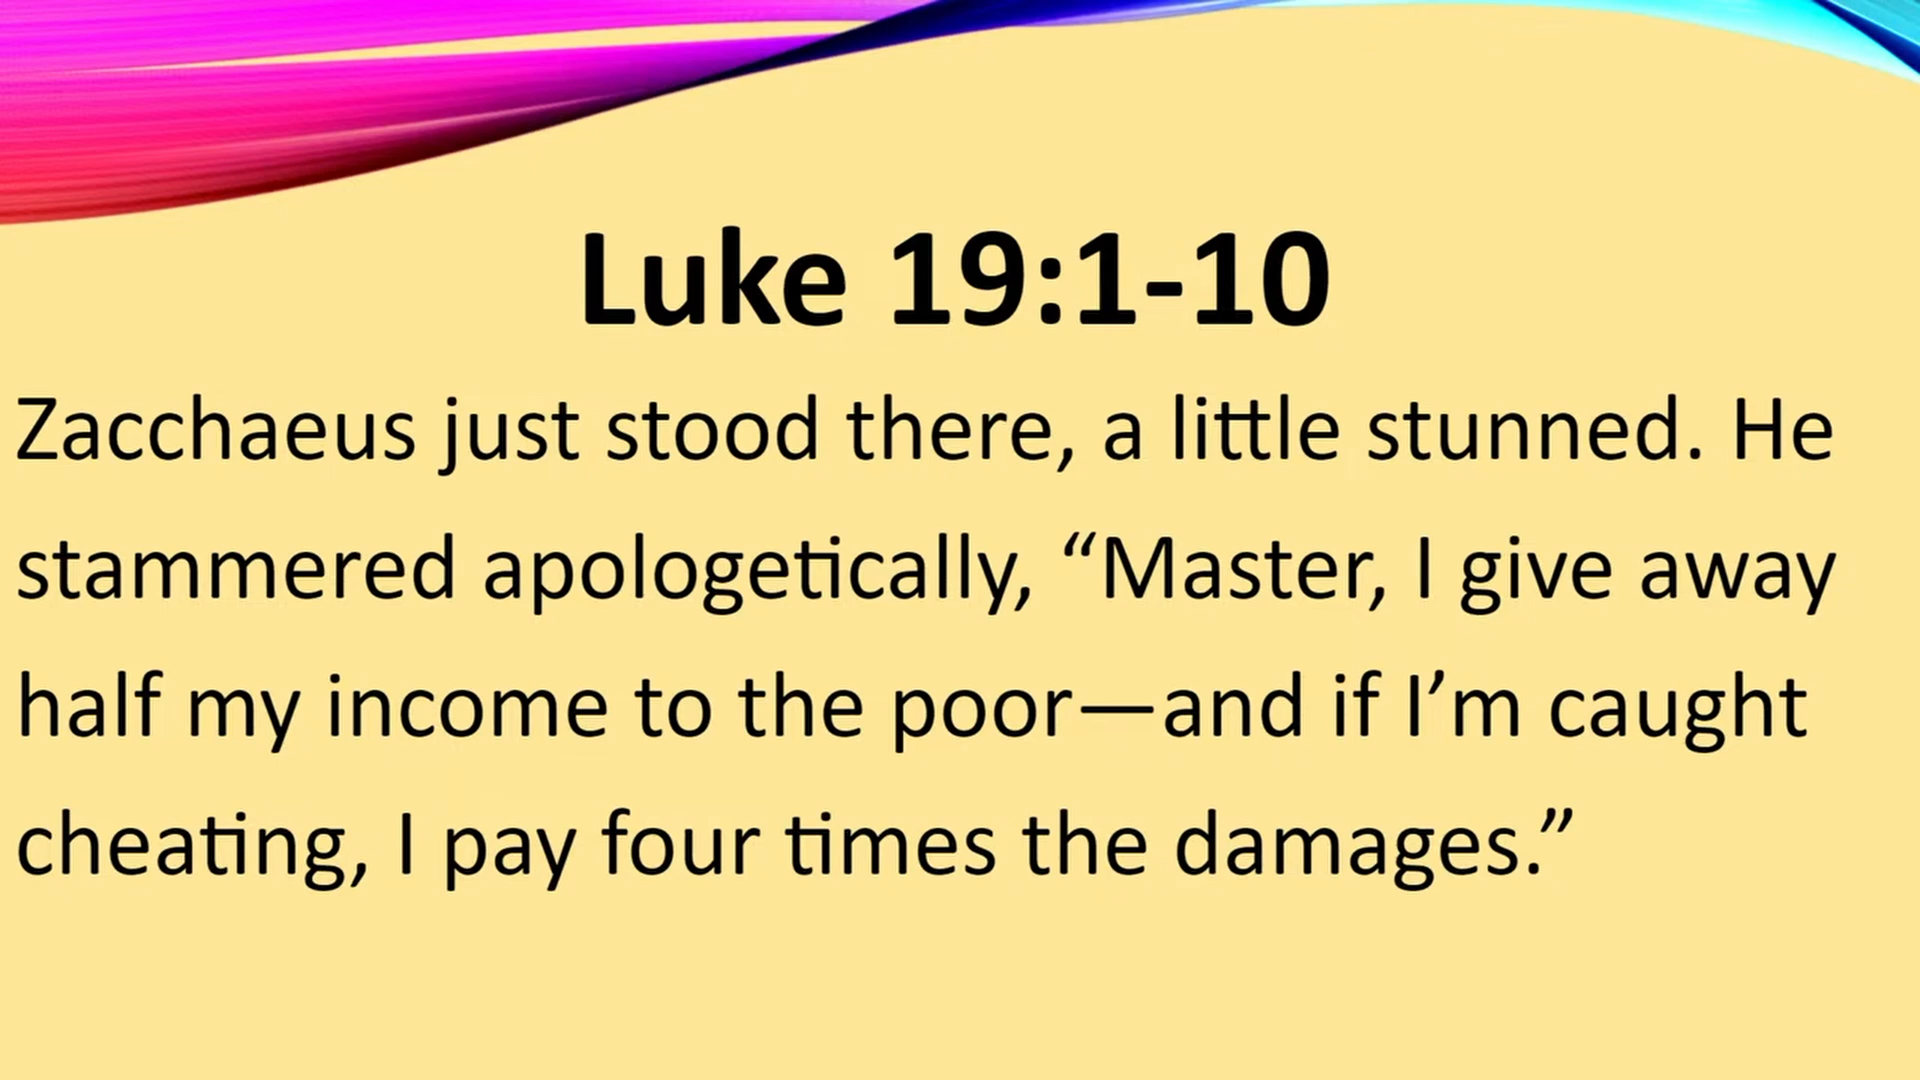 Luke 19:1-10
Zacchaeus just stood there, a little stunned. He
stammered apologetically, “Master, I give away
half my income to the poor—and if I’m caught
cheating, I pay four times the damages.”